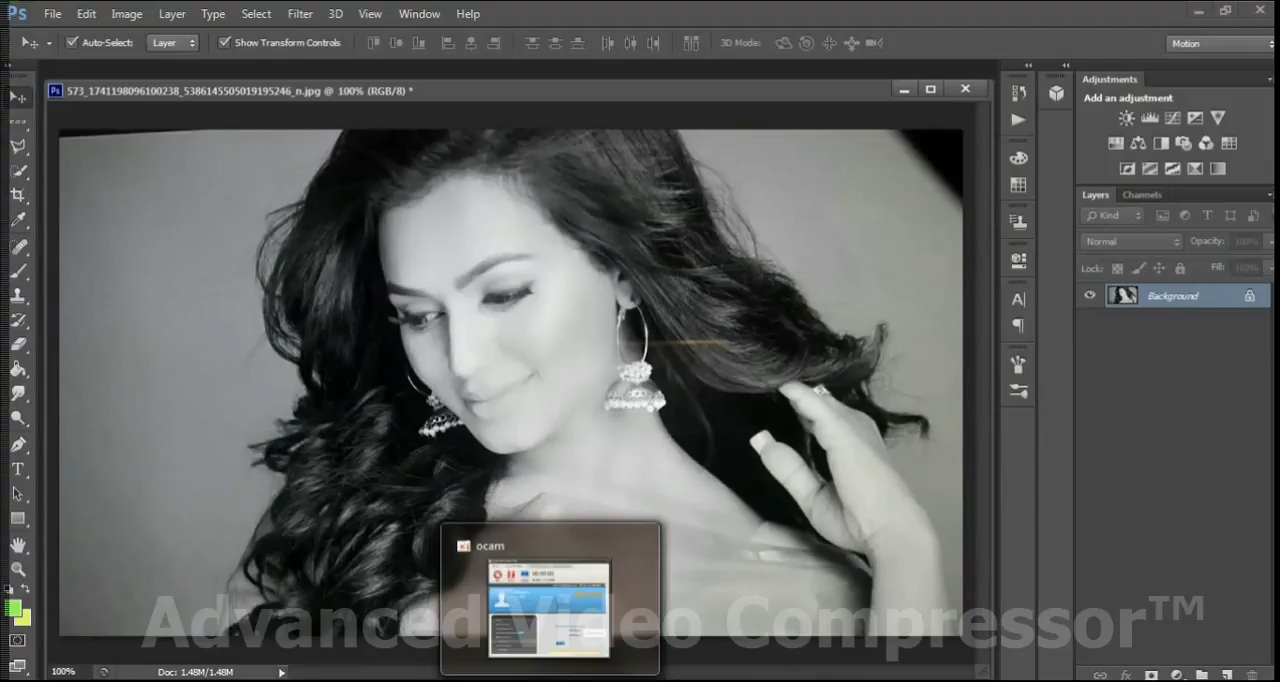 Ps File Edit Image Layer Type Select Filter 3D View Window Help
Auto-Select: Layer Show Transform Controls 3D Mode: Motion
Ps 573_1741198096100238_5386145505019195246_n.jpg @ 100% (RGB/8) *
Adjustments
Add an adjustment
Layers Channels
Kind
Normal Opacity: 100%
Lock: Fill: 100%
Background
ocam
Advanced Video Compressor™
100% Doc: 1.48M/1.48M